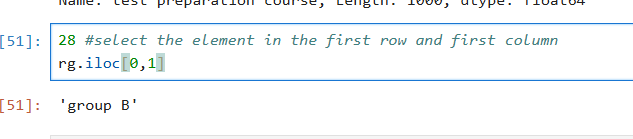 Name: test preparation course, Length: 1000, dtype: float64
[51]: 28 #select the element in the first row and first column
rg.iloc[0,1]
[51]: 'group B'